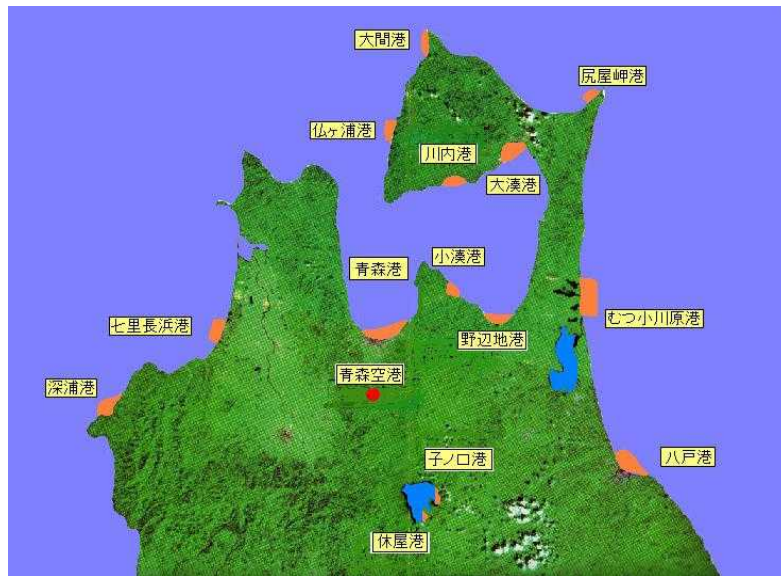 大間港
尻屋岬港
仏ヶ浦港
川内港
大湊港
小湊港
青森港
七里長浜港
むつ小川原港
野辺地港
青森空港
深浦港
子ノ口港
八戸港
休屋港